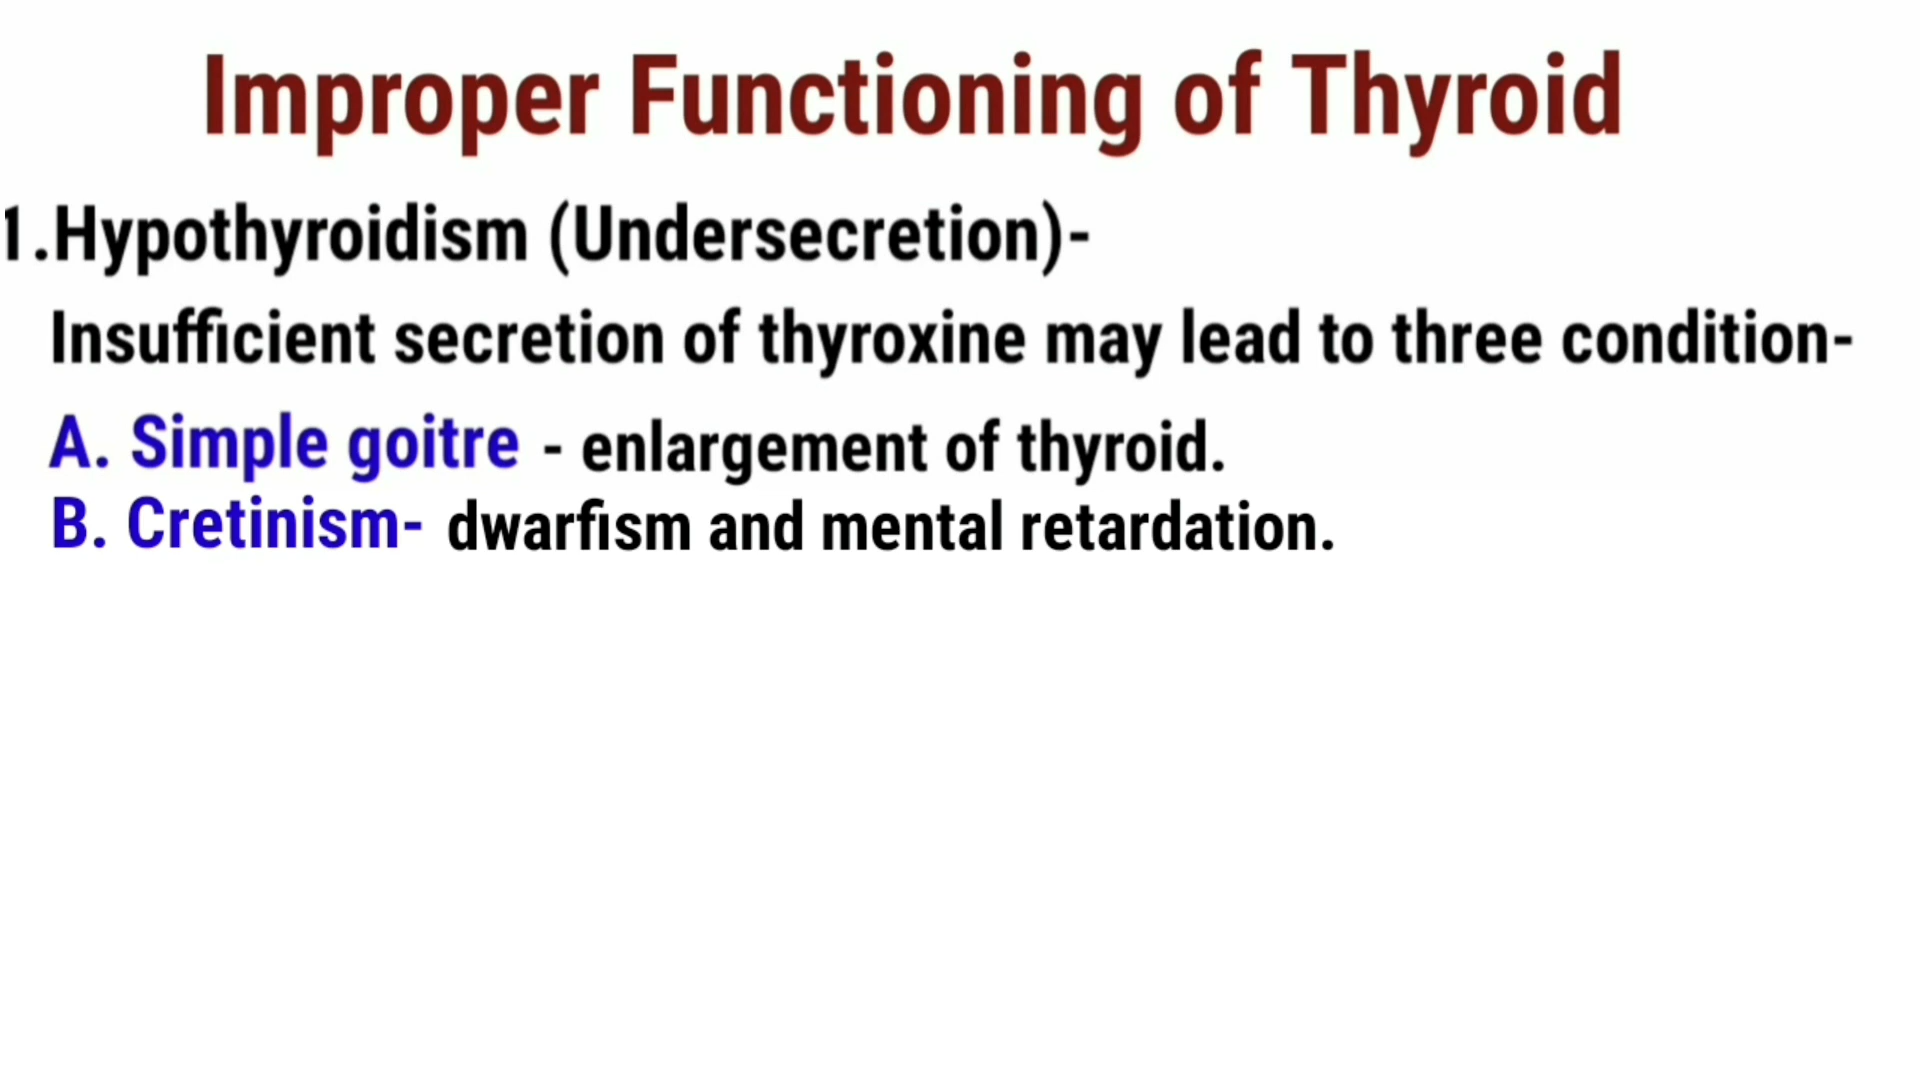 Improper Functioning of Thyroid
1.Hypothyroidism (Undersecretion)-
Insufficient secretion of thyroxine may lead to three condition-
A. Simple goitre - enlargement of thyroid.
B. Cretinism- dwarfism and mental retardation.